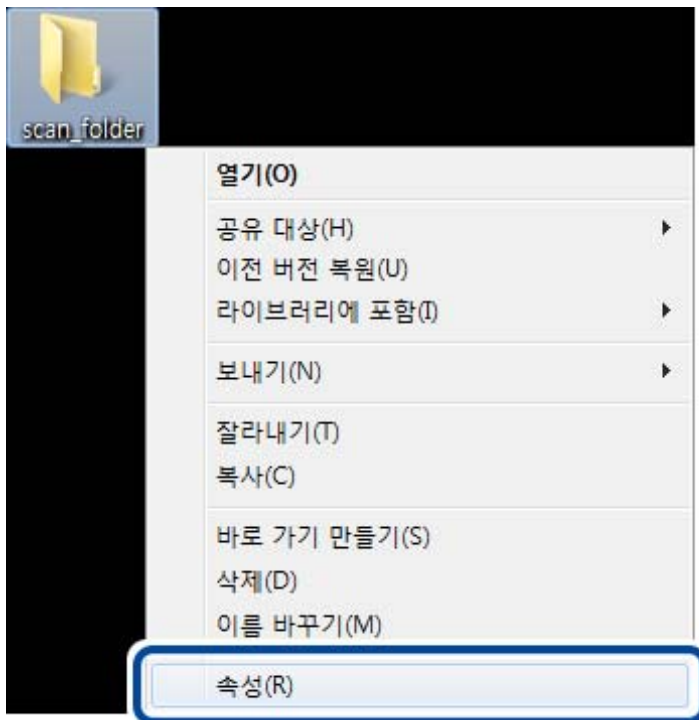 scan_folder
열기(O)
공유 대상(H)
이전 버전 복원(U)
라이브러리에 포함(I)
보내기(N)
잘라내기(T)
복사(C)
바로 가기 만들기(S)
삭제(D)
이름 바꾸기(M)
속성(R)